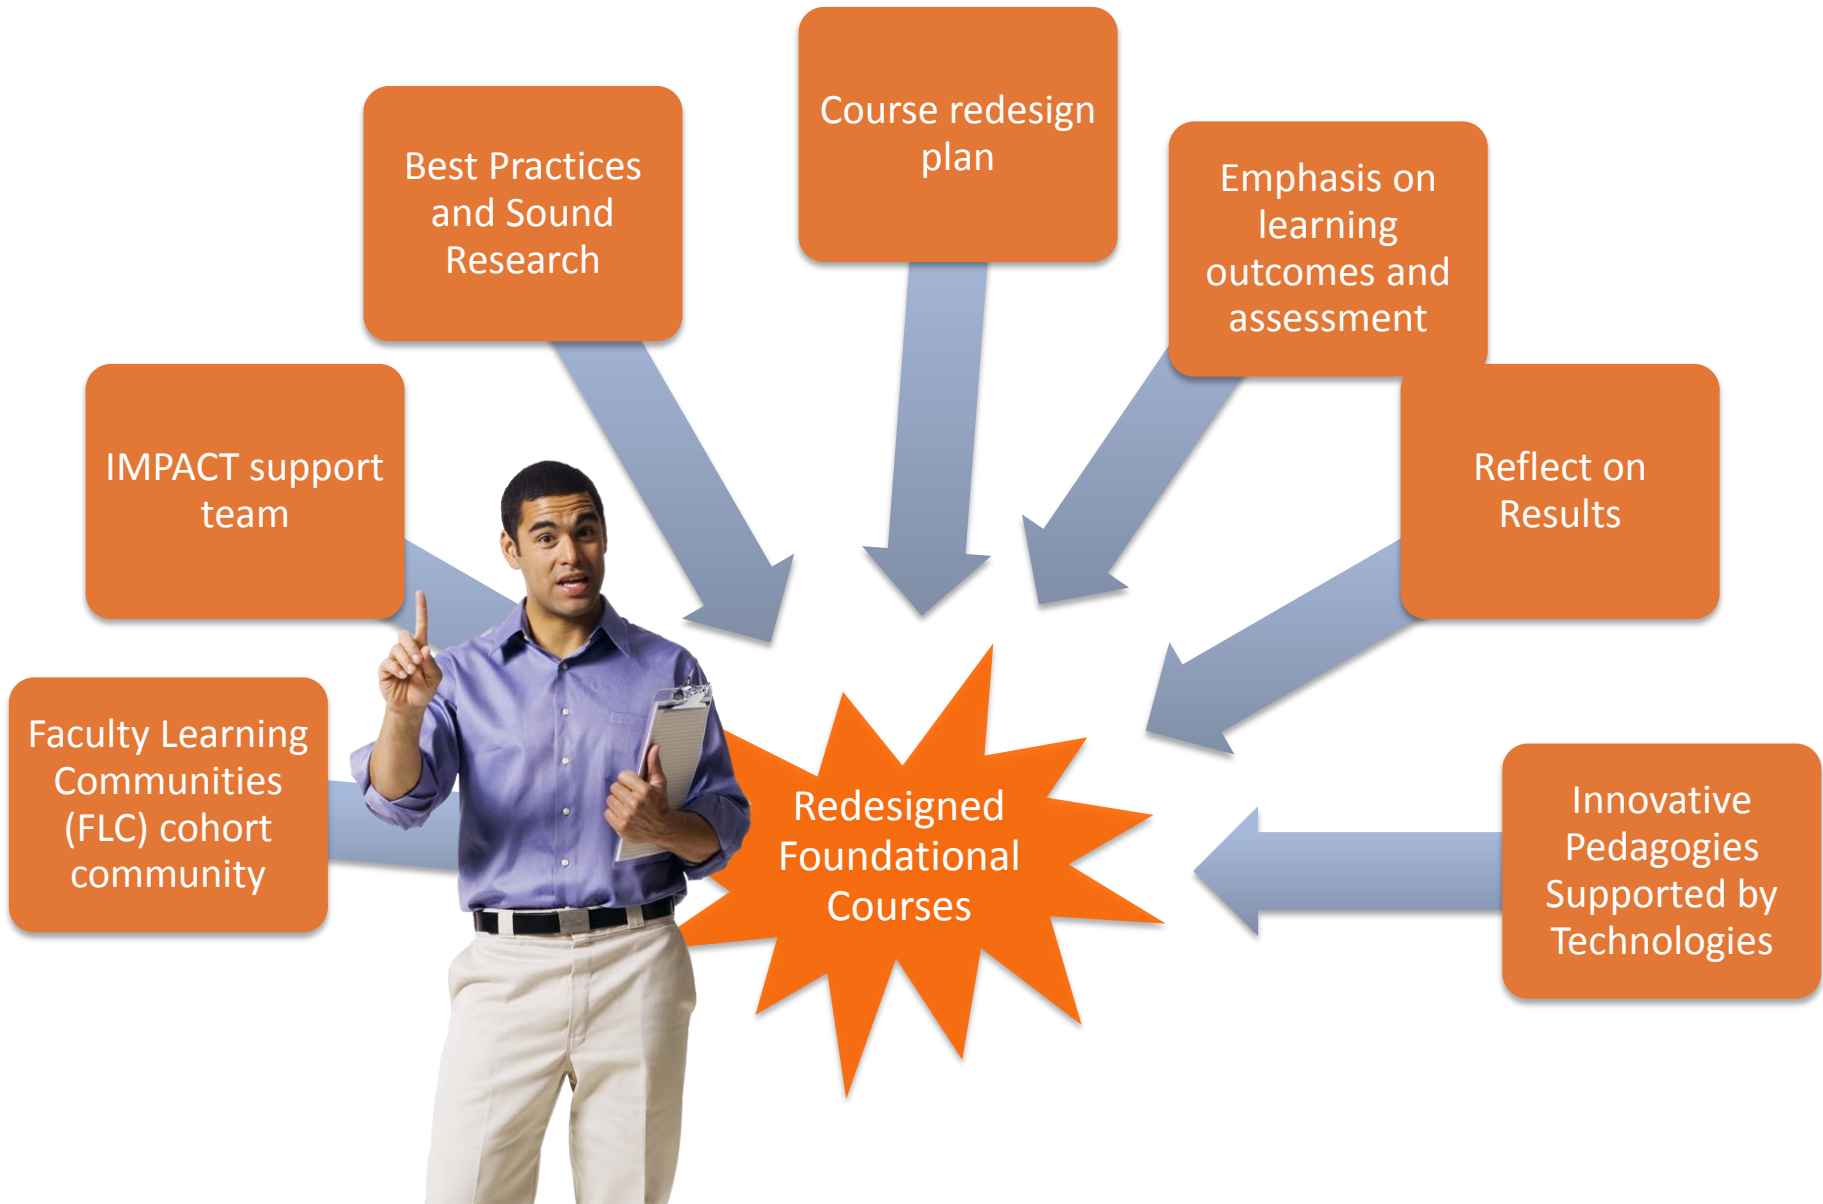 Course redesign
plan
Best Practices
and Sound
Research
Emphasis on
learning
outcomes and
assessment
IMPACT support
team
Reflect on
Results
Faculty Learning
Communities
(FLC) cohort
community
Redesigned
Foundational
Courses
Innovative
Pedagogies
Supported by
Technologies